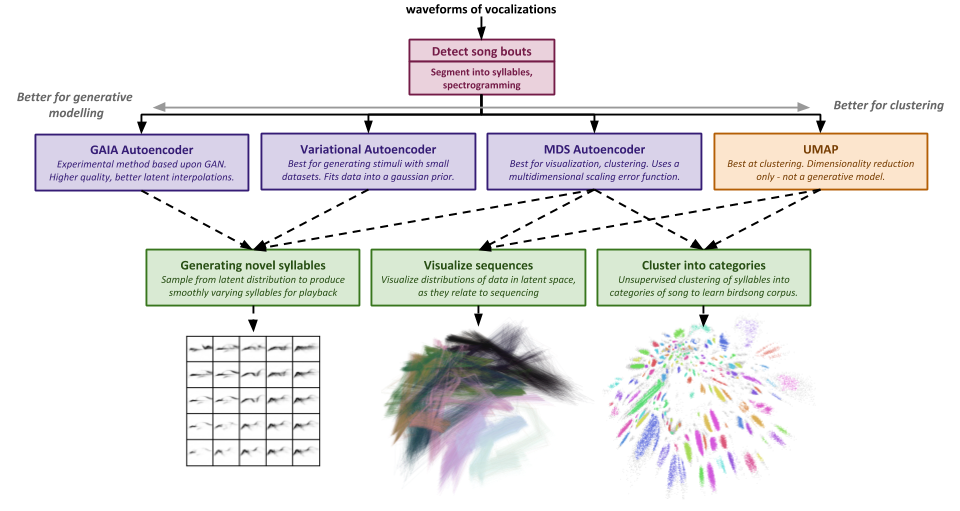 waveforms of vocalizations
Detect song bouts
Segment into syllables,
spectrogramming
Better for generative
modelling
Better for clustering
GAIA Autoencoder
Experimental method based upon GAN.
Higher quality, better latent interpolations.
Variational Autoencoder
Best for generating stimuli with small
datasets. Fits data into a gaussian prior.
MDS Autoencoder
Best for visualization, clustering. Uses a
multidimensional scaling error function.
UMAP
Best at clustering. Dimensionality reduction
only - not a generative model.
Generating novel syllables
Sample from latent distribution to produce
smoothly varying syllables for playback
Visualize sequences
Visualize distributions of data in latent space,
as they relate to sequencing
Cluster into categories
Unsupervised clustering of syllables into
categories of song to learn birdsong corpus.